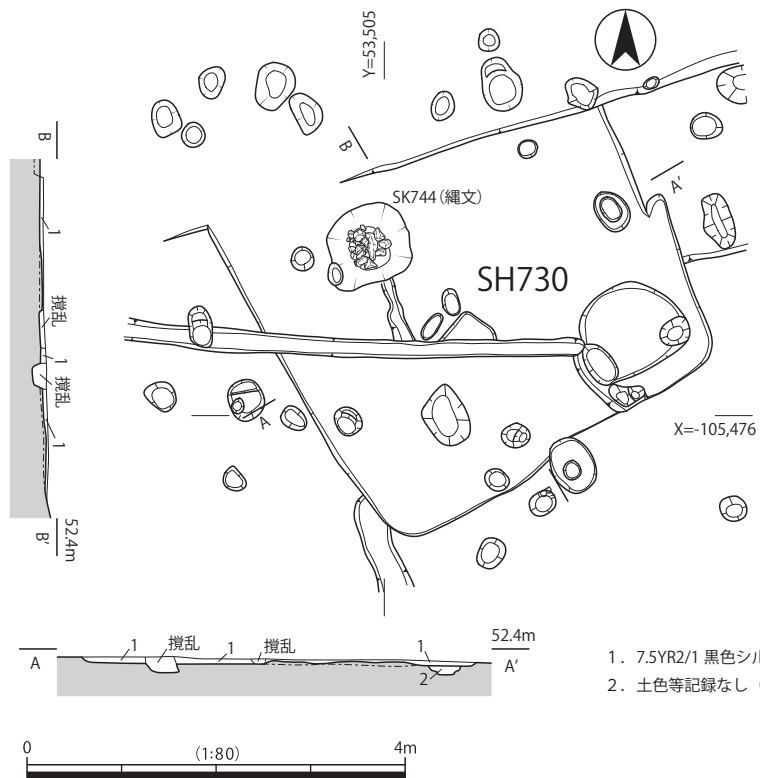 Y=53,505
B
B
A'
SK744（縄文）
SH730
1
撹乱
1
撹乱
1
A
X=-105,476
52.4m
B'
52.4m
A
1
撹乱
1
撹乱
1
2
A'
1．7.5YR2/1 黒色シル
2．土色等記録なし（
0
(1:80)
4m